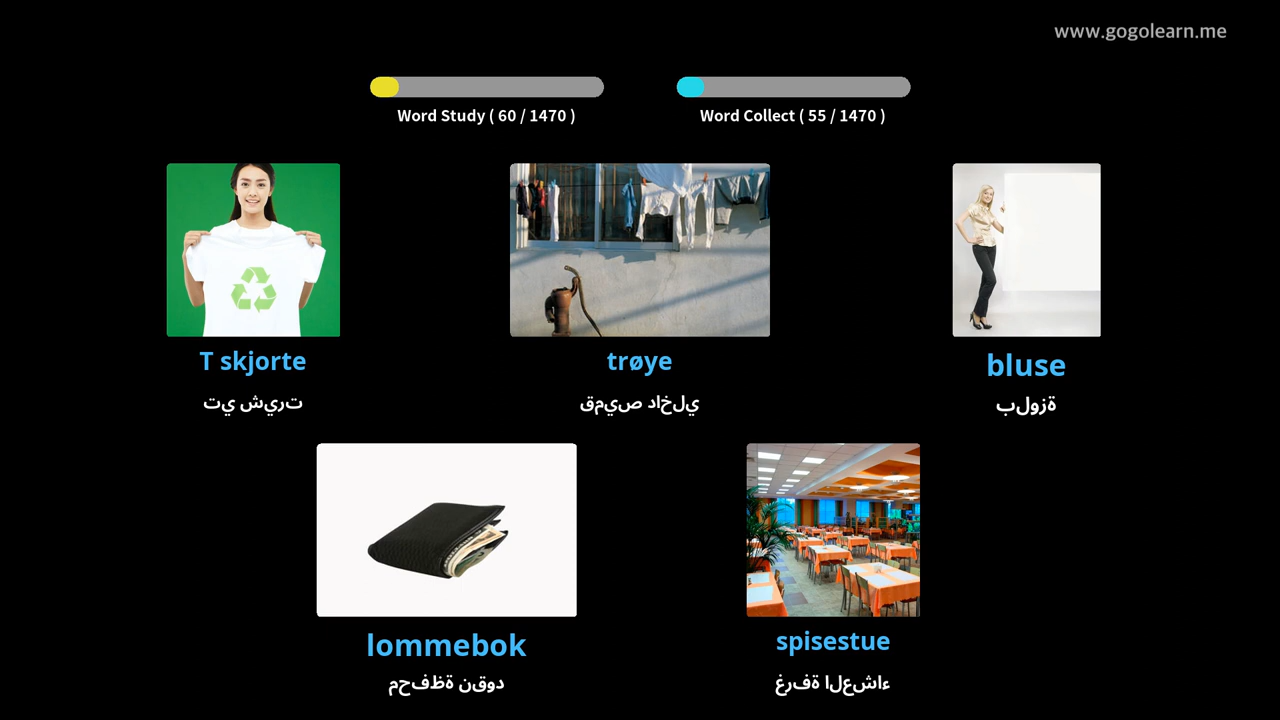 www.gogolearn.me
Word Study ( 60 / 1470 )
Word Collect ( 55 / 1470 )
T skjorte
trøye
bluse
تي شيرت
قميص داخلي
بلوزة
lommebok
spisestue
محفظة نقود
غرفة العشاء